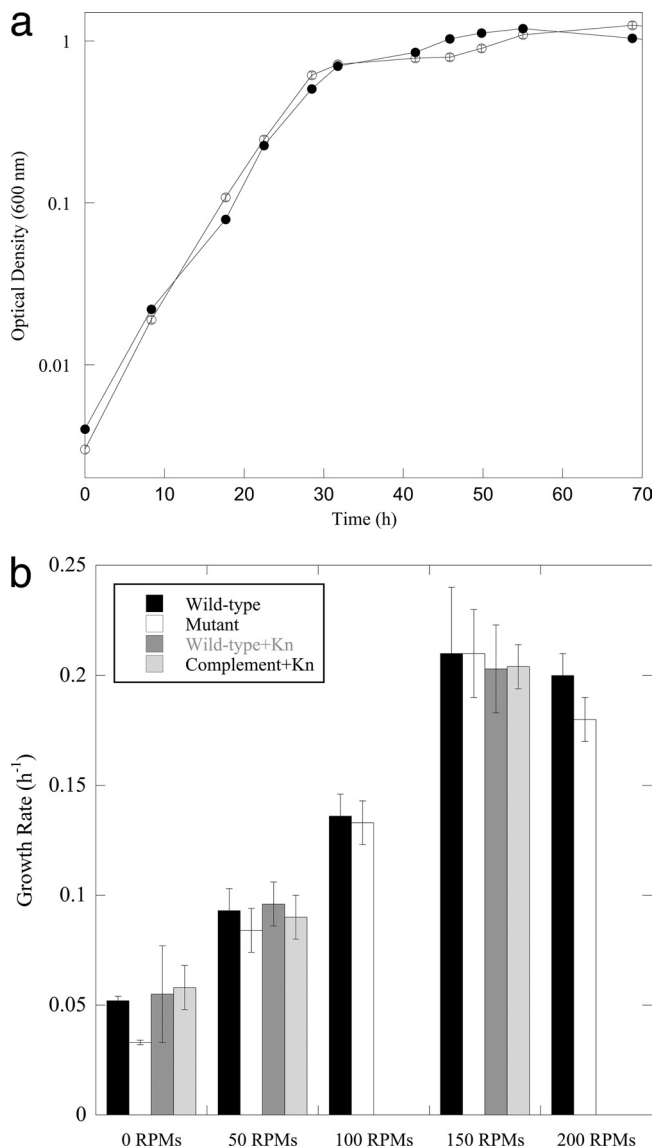 a
1
0.1
0.01
Optical Density (600 nm)
0 10 20 30 40 50 60 70
Time (h)
b
0.25
0.2
0.15
0.1
0.05
0
Growth Rate (h-1)
Wild-type
Mutant
Wild-type+Kn
Complement+Kn
0 RPMs 50 RPMs 100 RPMs 150 RPMs 200 RPMs